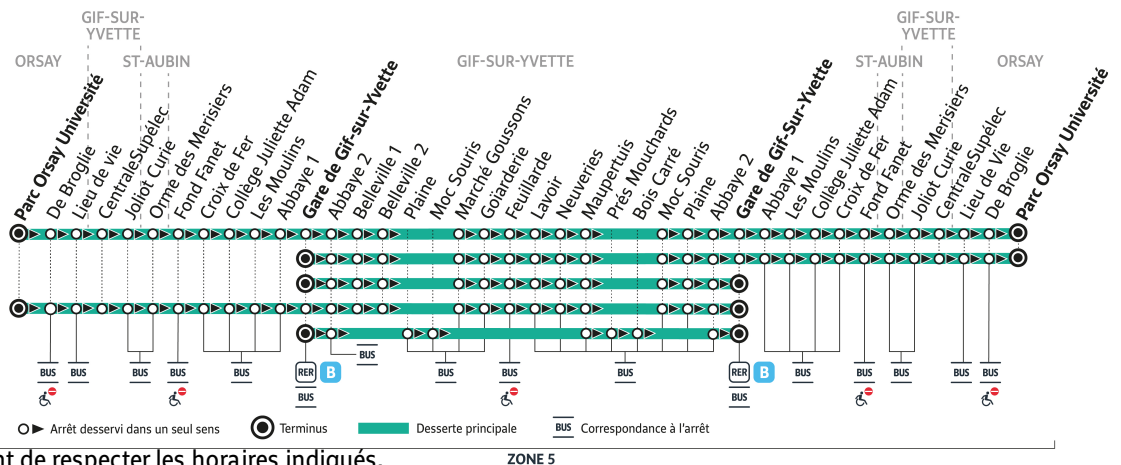 GIF-SUR-
YVETTE
GIF-SUR-
YVETTE
ORSAY
ST-AUBIN
GIF-SUR-YVETTE
ST-AUBIN
ORSAY
Parc Orsay Université
De Broglie
Lieu de vie
CentraleSupélec
Joliot Curie
Orme des Merisiers
Fond Fanet
Croix de Fer
Collège Juliette Adam
Les Moulins
Abbaye 1
Gare de Gif-sur-Yvette
Abbaye 2
Belleville 1
Belleville 2
Plaine
Moc Souris
Marché Goussons
Goïarderie
Feuillarde
Lavoir
Neuveries
Maupertuis
Prés Mouchards
Bois Carré
Moc Souris
Plaine
Abbaye 2
Gare de Gif-Sur-Yvette
Abbaye 1
Les Moulins
Collège Juliette Adam
Croix de Fer
Fond Fanet
Orme des Merisiers
Joliot Curie
CentraleSupélec
Lieu de Vie
De Broglie
Parc Orsay Université
BUS
BUS BUS BUS BUS BUS RER B BUS BUS BUS RER B BUS BUS BUS BUS BUS
BUS BUS
Arrêt desservi dans un seul sens Terminus Desserte principale BUS Correspondance à l'arrêt
nt de respecter les horaires indiqués.
ZONE 5